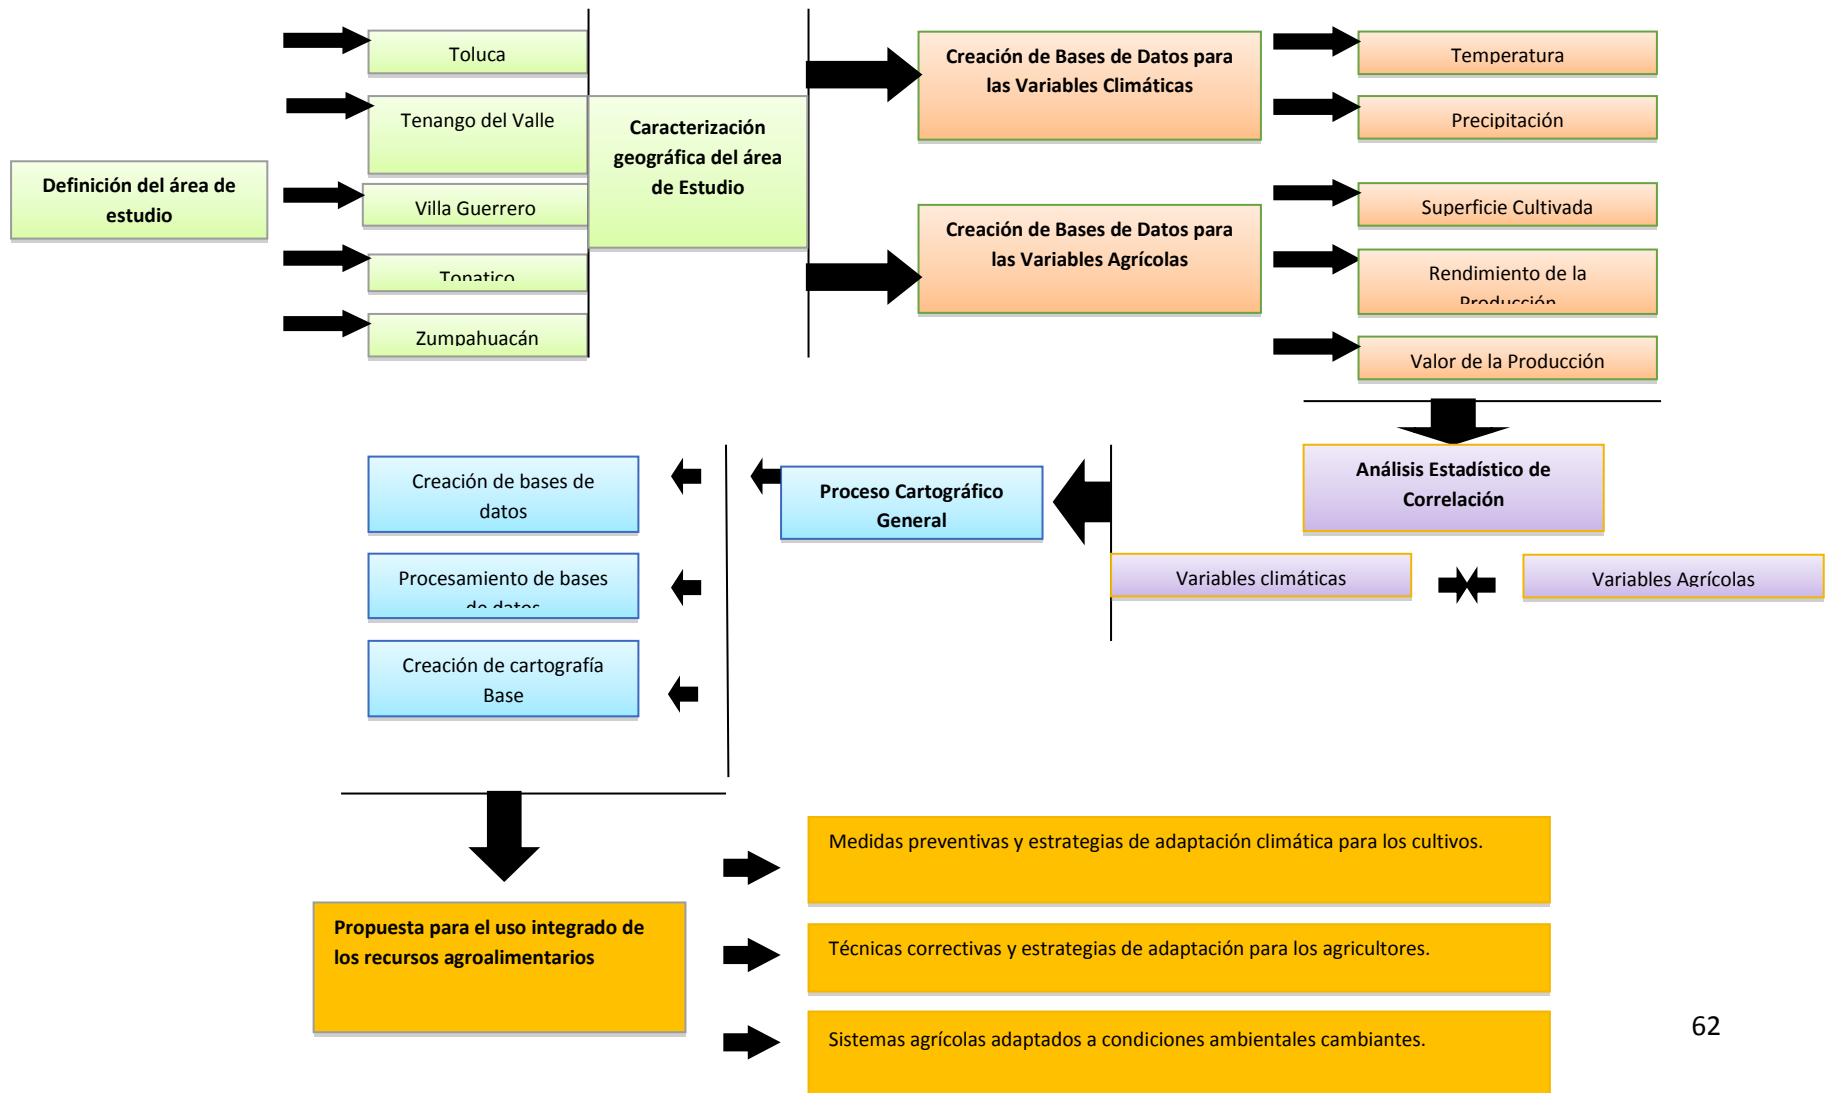 Definición del área de
estudio
Toluca
Tenango del Valle
Villa Guerrero
Tonatico
Zumpahuacán
Caracterización
geográfica del área
de Estudio
Creación de Bases de Datos para
las Variables Climáticas
Creación de Bases de Datos para
las Variables Agrícolas
Temperatura
Precipitación
Superficie Cultivada
Rendimiento de la
Producción
Valor de la Producción
Análisis Estadístico de
Correlación
Variables climáticas
Variables Agrícolas
Proceso Cartográfico
General
Creación de bases de
datos
Procesamiento de bases
de datos
Creación de cartografía
Base
Propuesta para el uso integrado de
los recursos agroalimentarios
Medidas preventivas y estrategias de adaptación climática para los cultivos.
Técnicas correctivas y estrategias de adaptación para los agricultores.
Sistemas agrícolas adaptados a condiciones ambientales cambiantes.
62